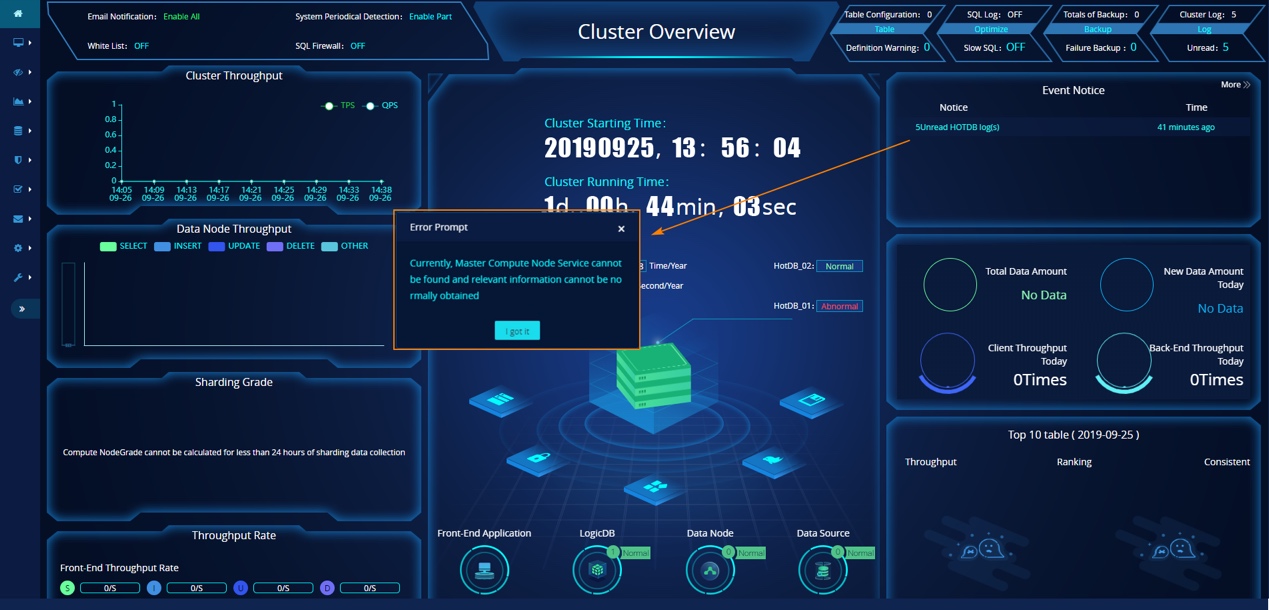 Email Notification: Enable All
System Periodical Detection: Enable Part
White List: OFF
SQL Firewall: OFF
Cluster Overview
Table Configuration: 0
Table
Definition Warning: 0
SQL Log: OFF
Optimize
Slow SQL: OFF
Totals of Backup: 0
Backup
Failure Backup : 0
Cluster Log: 5
Log
Unread: 5
Cluster Throughput
TPS
QPS
1
0.8
0.6
0.4
0.2
0
14:05 14:09 14:13 14:17 14:21 14:25 14:29 14:33 14:38
09-26 09-26 09-26 09-26 09-26 09-26 09-26 09-26 09-26
Data Node Throughput
SELECT INSERT UPDATE DELETE OTHER
Sharding Grade
Compute NodeGrade cannot be calculated for less than 24 hours of sharding data collection
Throughput Rate
Front-End Throughput Rate
S 0/S I 0/S U 0/S D 0/S
Cluster Starting Time:
20190925, 13: 56: 04
Cluster Running Time:
1d, 00h, 44min, 03sec
Error Prompt
×
Currently, Master Compute Node Service cannot
be found and relevant information cannot be no
rmally obtained
I got it
Time/Year
econd/Year
HotDB_02: Normal
HotDB_01: Abnormal
Front-End Application
LogicDB
1 Normal
Data Node
0 Normal
Data Source
0 Normal
Event Notice
More
Notice
Time
5Unread HOTDB log(s)
41 minutes ago
Total Data Amount
No Data
New Data Amount
Today
No Data
Client Throughput
Today
0Times
Back-End Throughput
Today
0Times
Top 10 table ( 2019-09-25 )
Throughput
Ranking
Consistent